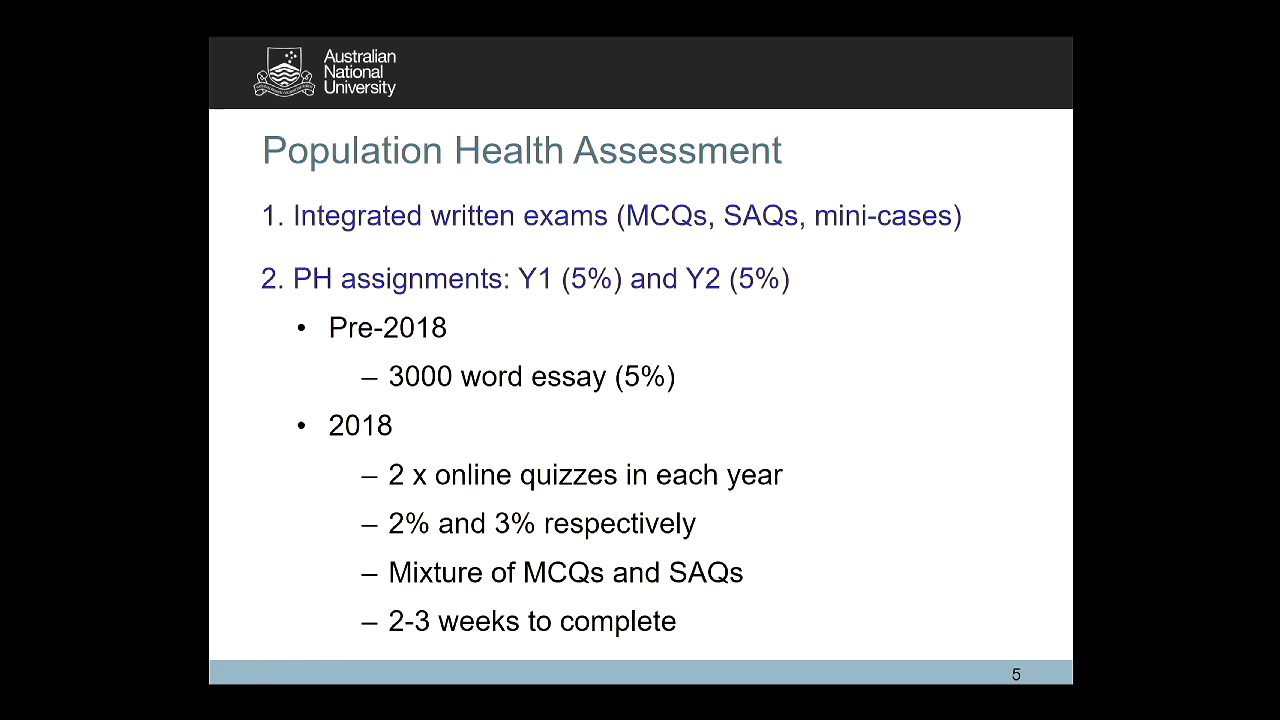 Australian
National
University
Population Health Assessment
1. Integrated written exams (MCQs, SAQs, mini-cases)
2. PH assignments: Y1 (5%) and Y2 (5%)
• Pre-2018
– 3000 word essay (5%)
• 2018
– 2 x online quizzes in each year
– 2% and 3% respectively
– Mixture of MCQs and SAQs
– 2-3 weeks to complete
5